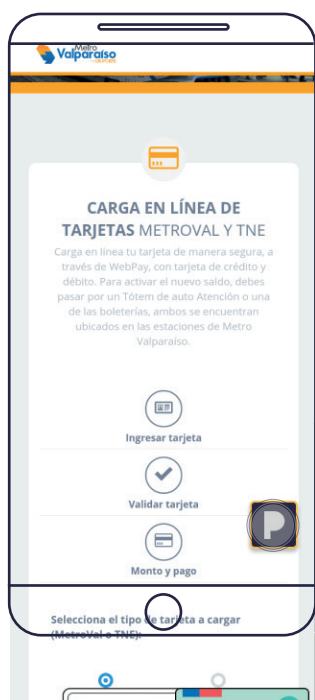 Metro
Valparaíso
CARGA EN LÍNEA DE
TARJETAS METROVAL Y TNE
Carga en línea tu tarjeta de manera segura, a
través de WebPay, con tarjeta de crédito y
débito. Para activar el nuevo saldo, debes
pasar por un Tótem de auto Atención o una
de las boleterías, ambos se encuentran
ubicados en las estaciones de Metro
Valparaíso.
Ingresar tarjeta
Validar tarjeta
P
Monto y pago
Selecciona el tipo de tarjeta a cargar
(MetroVal o TNE):